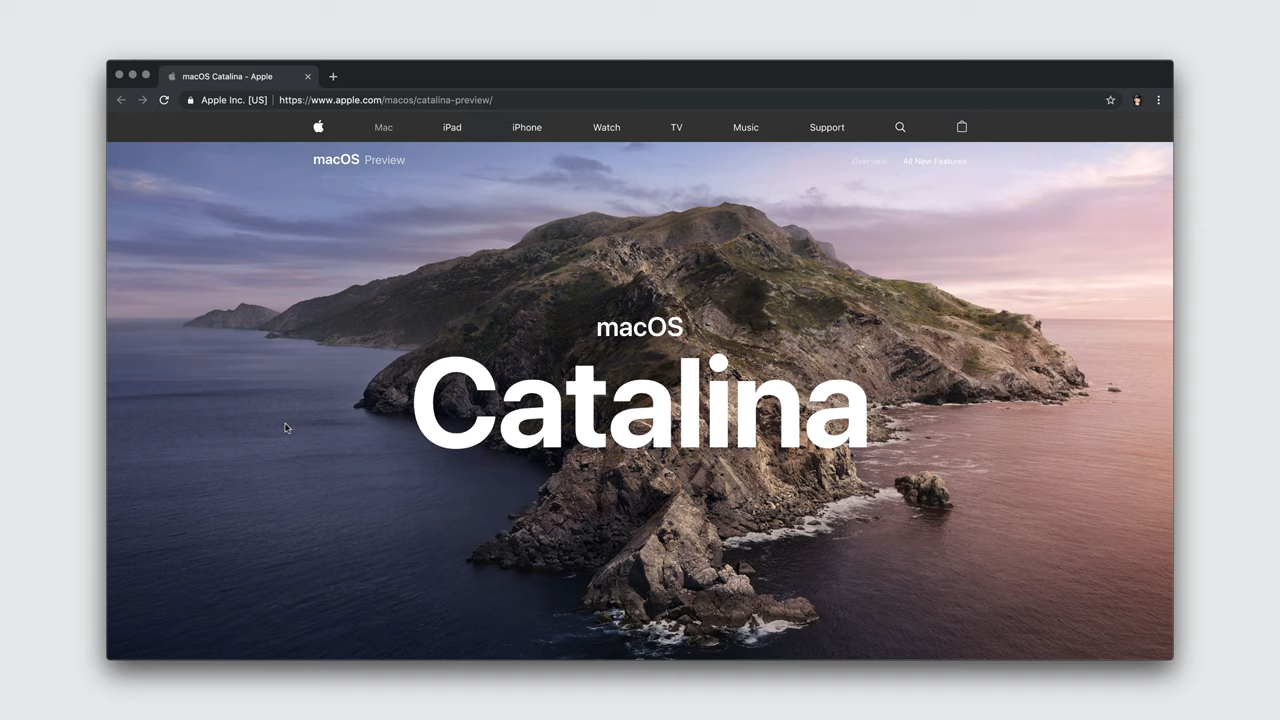 macOS Catalina - Apple
Apple Inc. [US] | https://www.apple.com/macos/catalina-preview/
Mac iPad iPhone Watch TV Music Support
macOS Preview Overview All New Features
macOS
Catalina